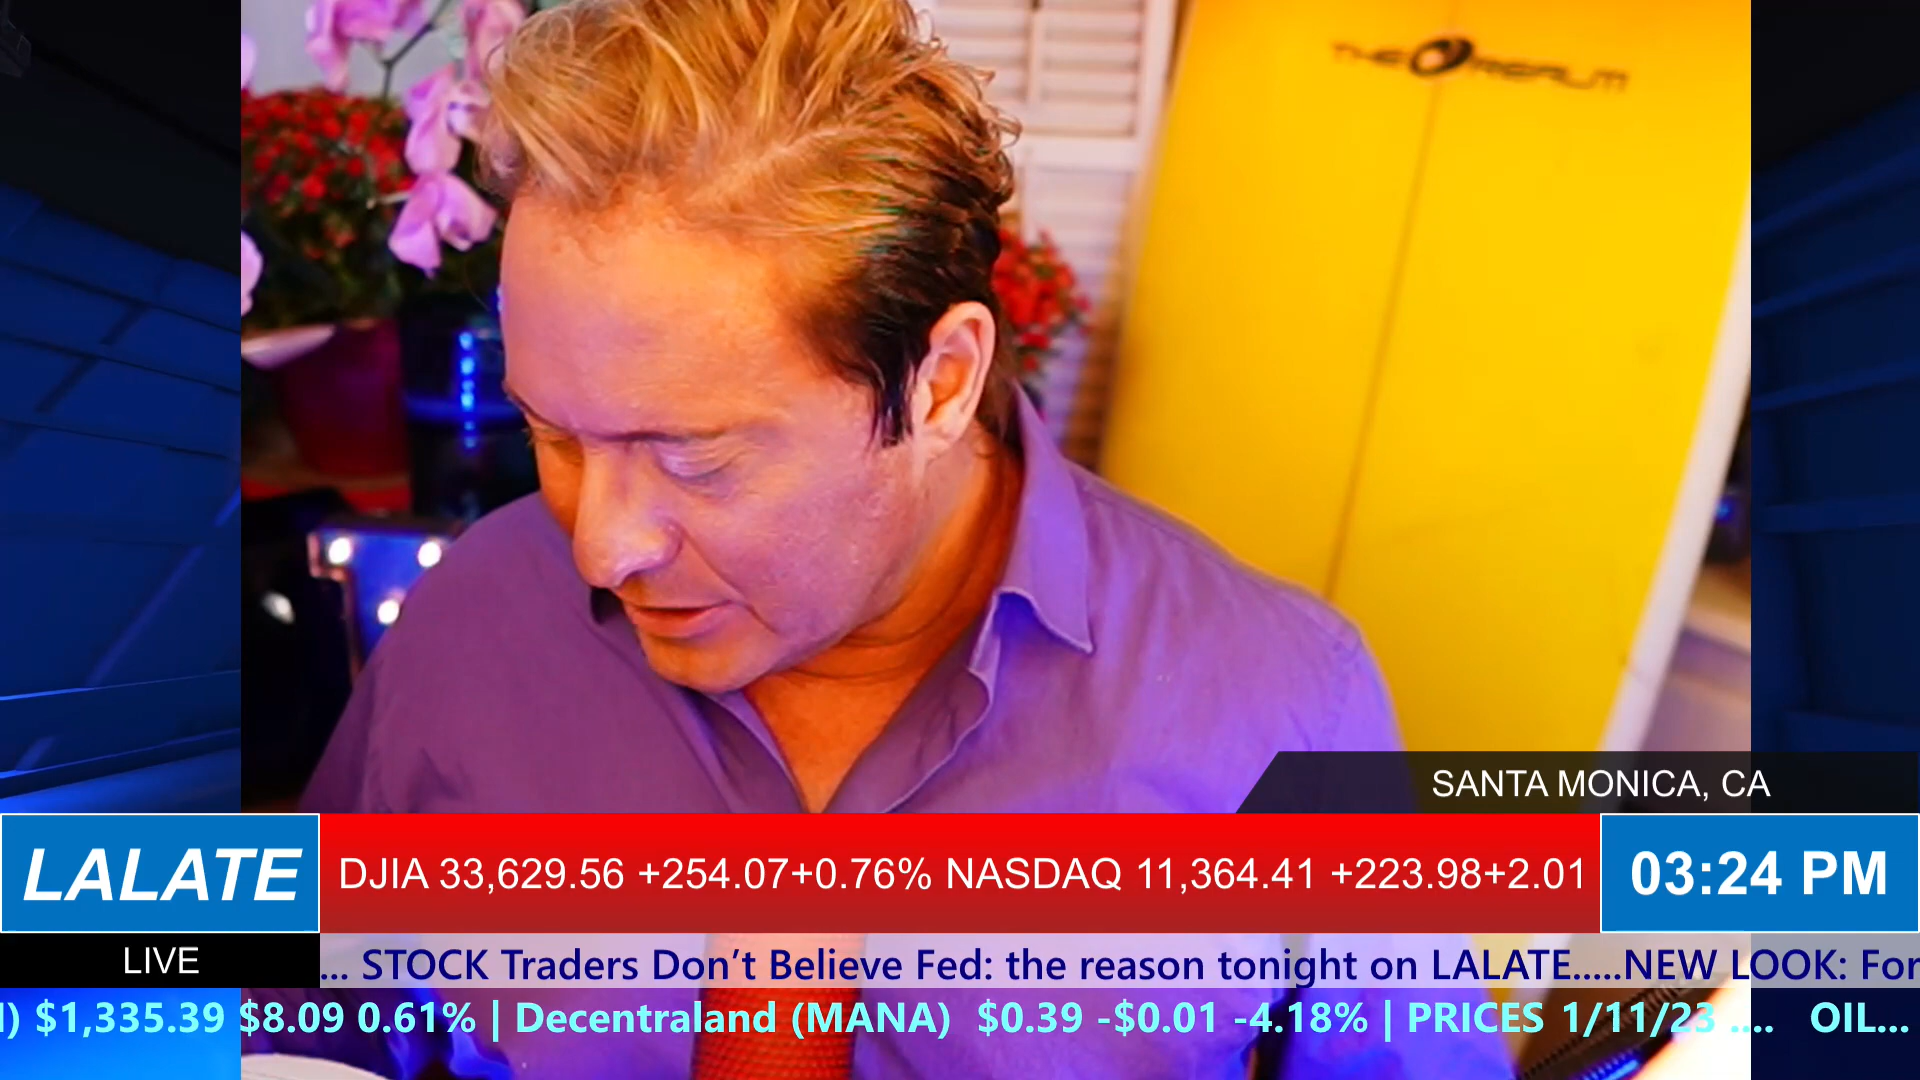 SANTA MONICA, CA
LALATE
DJIA 33,629.56 +254.07+0.76% NASDAQ 11,364.41 +223.98+2.01
03:24 PM
LIVE
... STOCK Traders Don’t Believe Fed: the reason tonight on LALATE.....NEW LOOK: For
) $1,335.39 $8.09 0.61% | Decentraland (MANA) $0.39 -$0.01 -4.18% | PRICES 1/11/23 .... OIL...